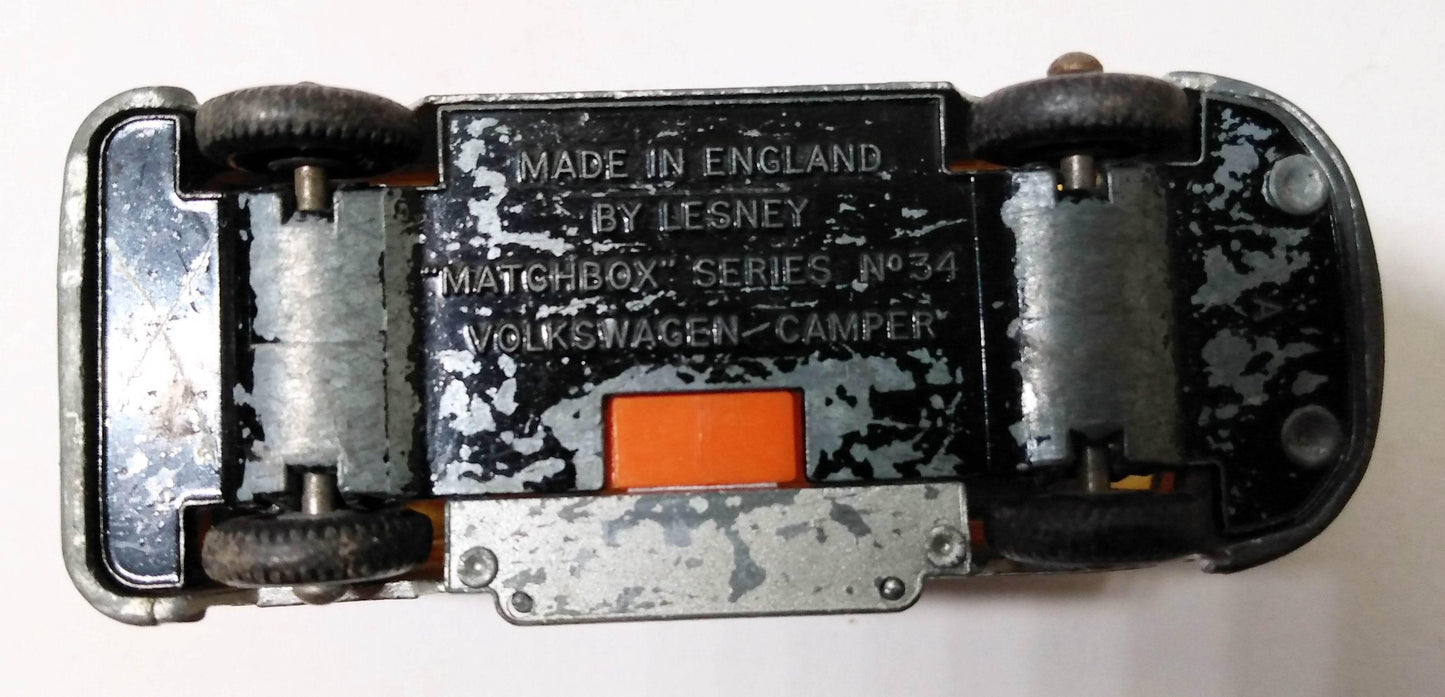 MADE IN ENGLAND
BY LESNEY
"MATCHBOX" SERIES Nº34
VOLKSWAGEN CAMPER